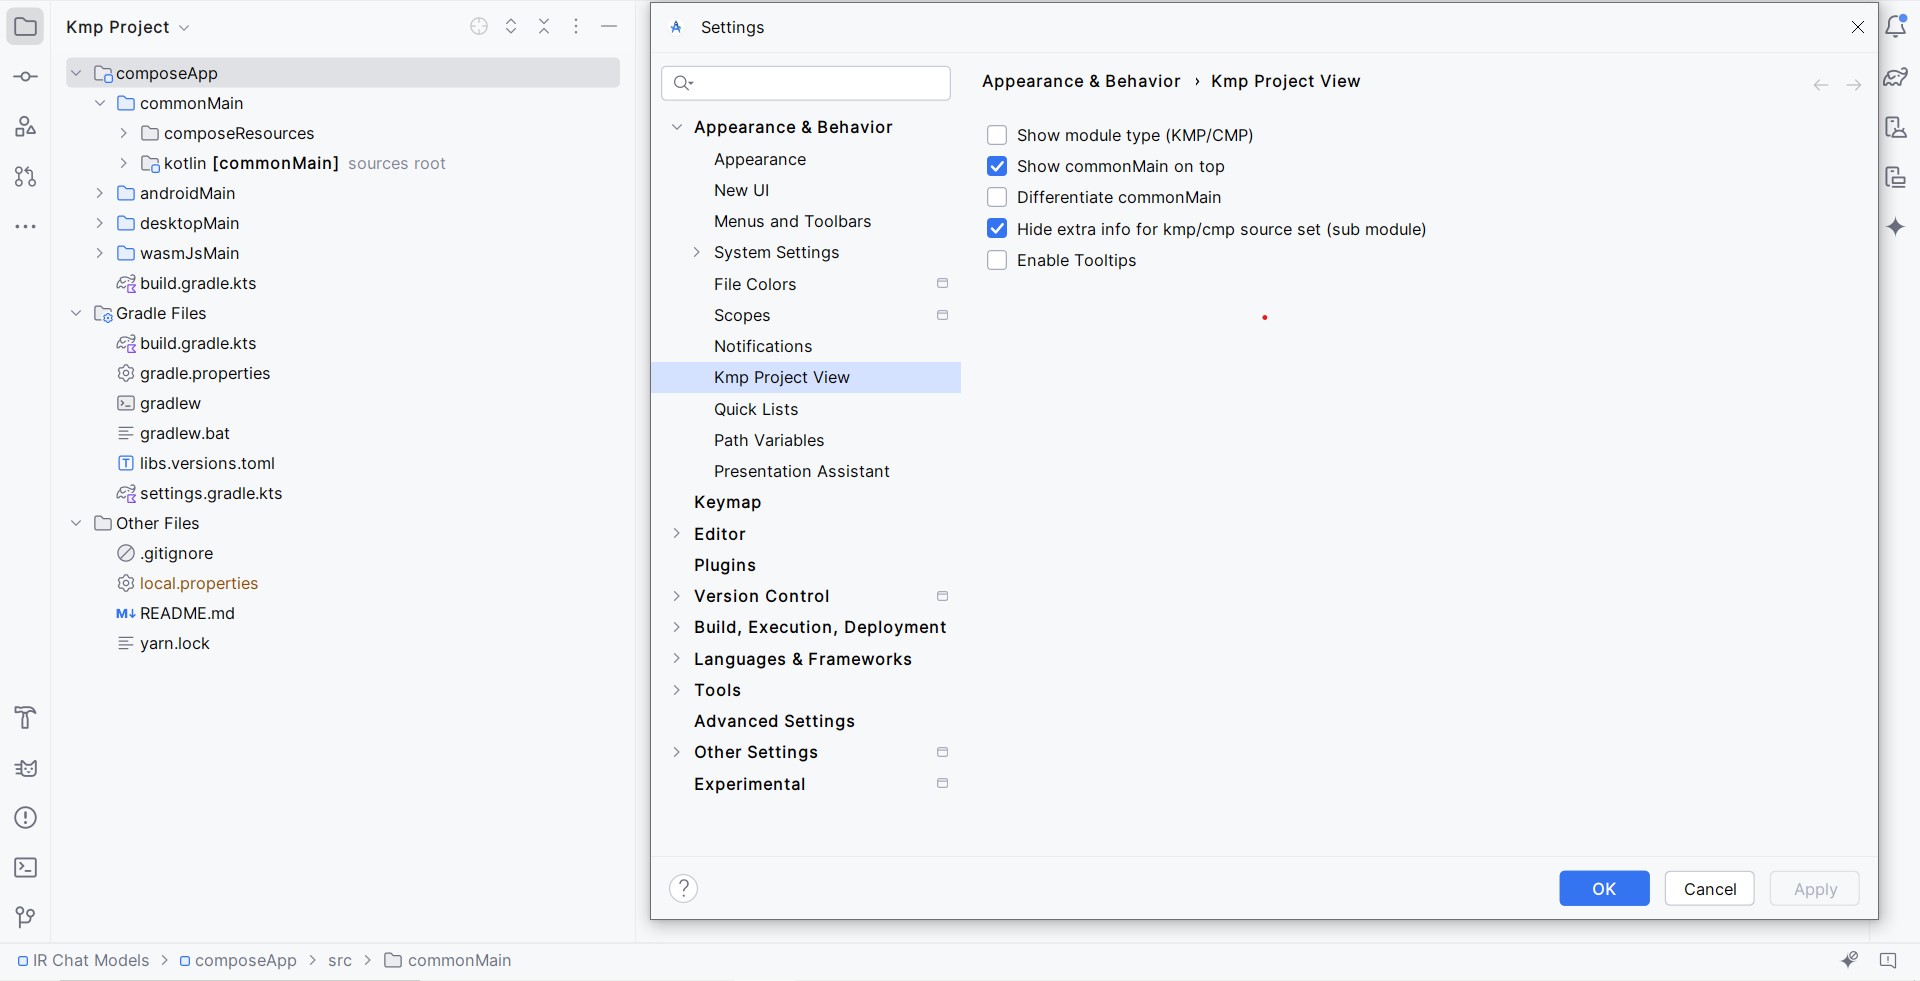 Kmp Project
composeApp
commonMain
composeResources
kotlin [commonMain] sources root
androidMain
desktopMain
wasmJsMain
build.gradle.kts
Gradle Files
build.gradle.kts
gradle.properties
gradlew
gradlew.bat
libs.versions.toml
settings.gradle.kts
Other Files
.gitignore
local.properties
M↓ README.md
yarn.lock
Settings
Appearance & Behavior
Appearance
New UI
Menus and Toolbars
System Settings
File Colors
Scopes
Notifications
Kmp Project View
Quick Lists
Path Variables
Presentation Assistant
Keymap
Editor
Plugins
Version Control
Build, Execution, Deployment
Languages & Frameworks
Tools
Advanced Settings
Other Settings
Experimental
Appearance & Behavior › Kmp Project View
Show module type (KMP/CMP)
Show commonMain on top
Differentiate commonMain
Hide extra info for kmp/cmp source set (sub module)
Enable Tooltips
?
OK
Cancel
Apply
IR Chat Models > composeApp > src > commonMain